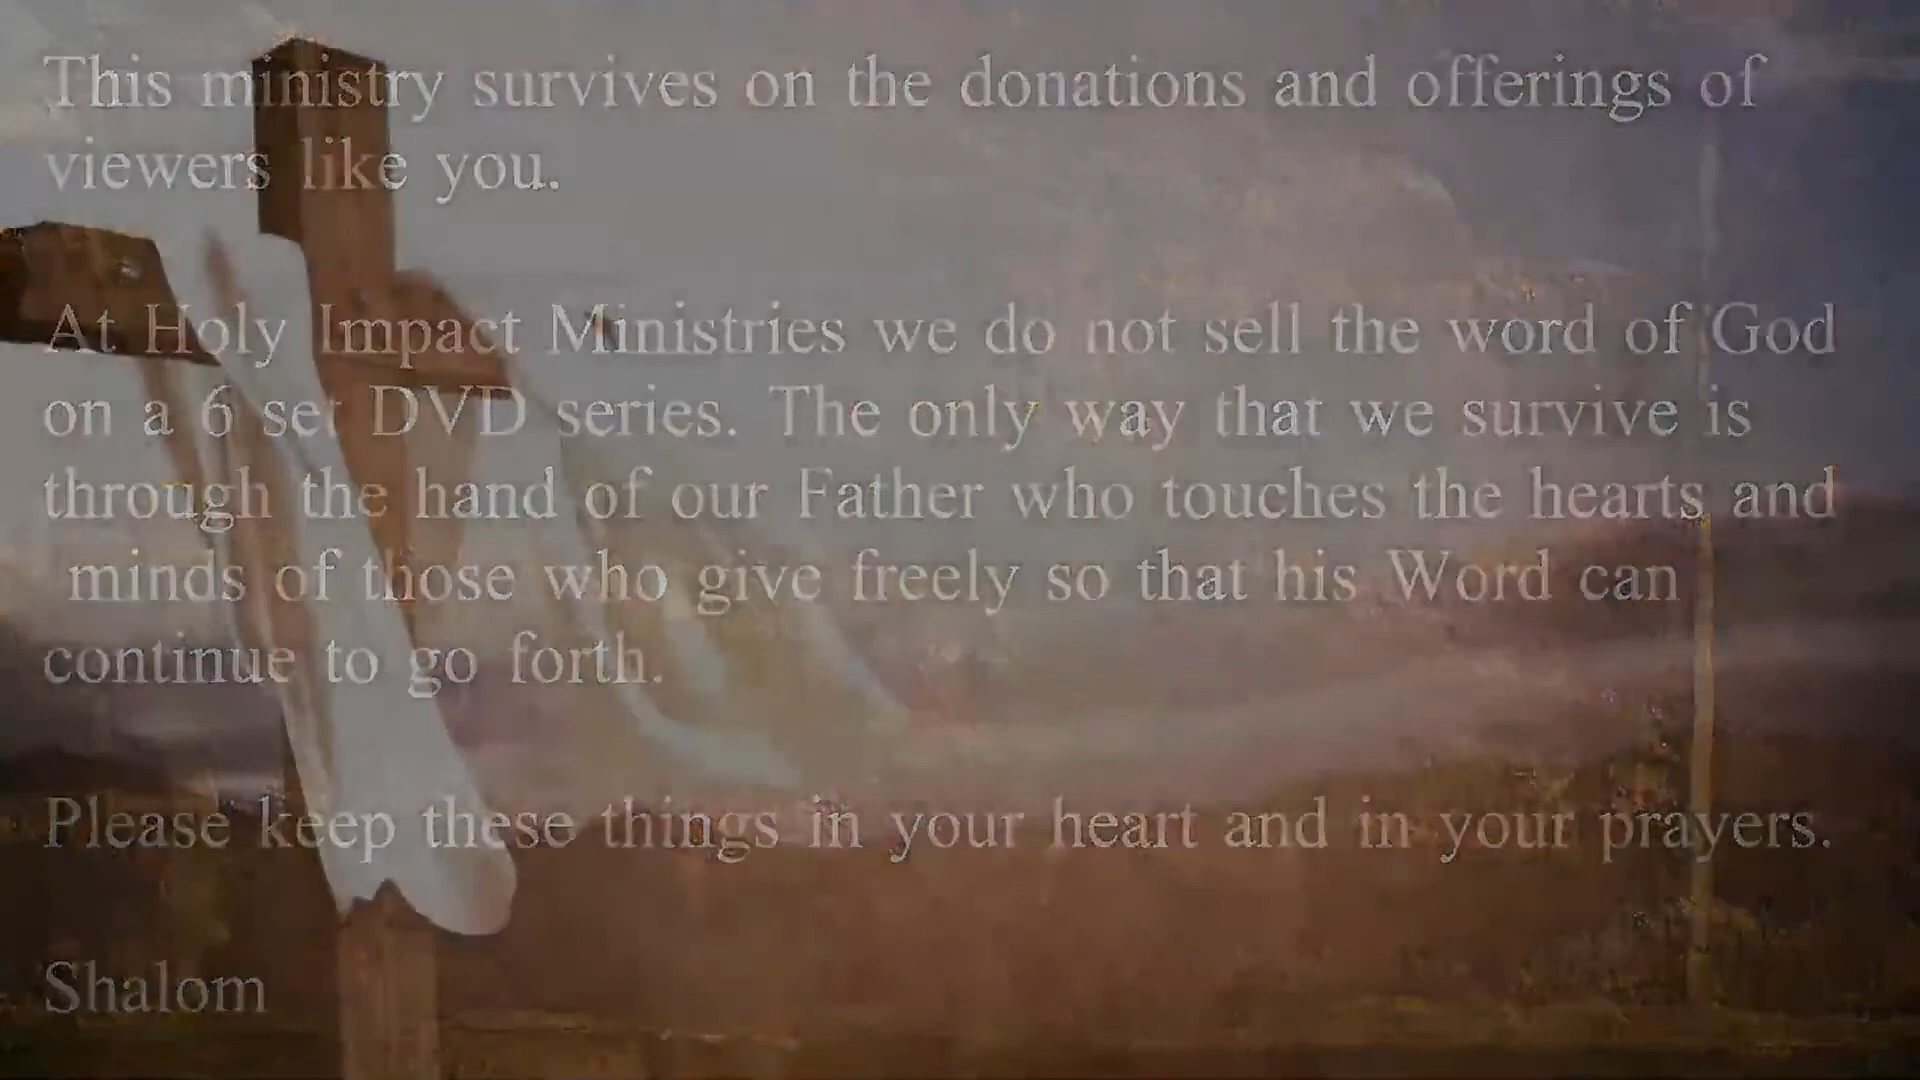 This ministry survives on the donations and offerings of
viewers like you.
At Holy Impact Ministries we do not sell the word of God
on a 6 set DVD series. The only way that we survive is
through the hand of our Father who touches the hearts and
minds of those who give freely so that his Word can
continue to go forth.
Please keep these things in your heart and in your prayers.
Shalom